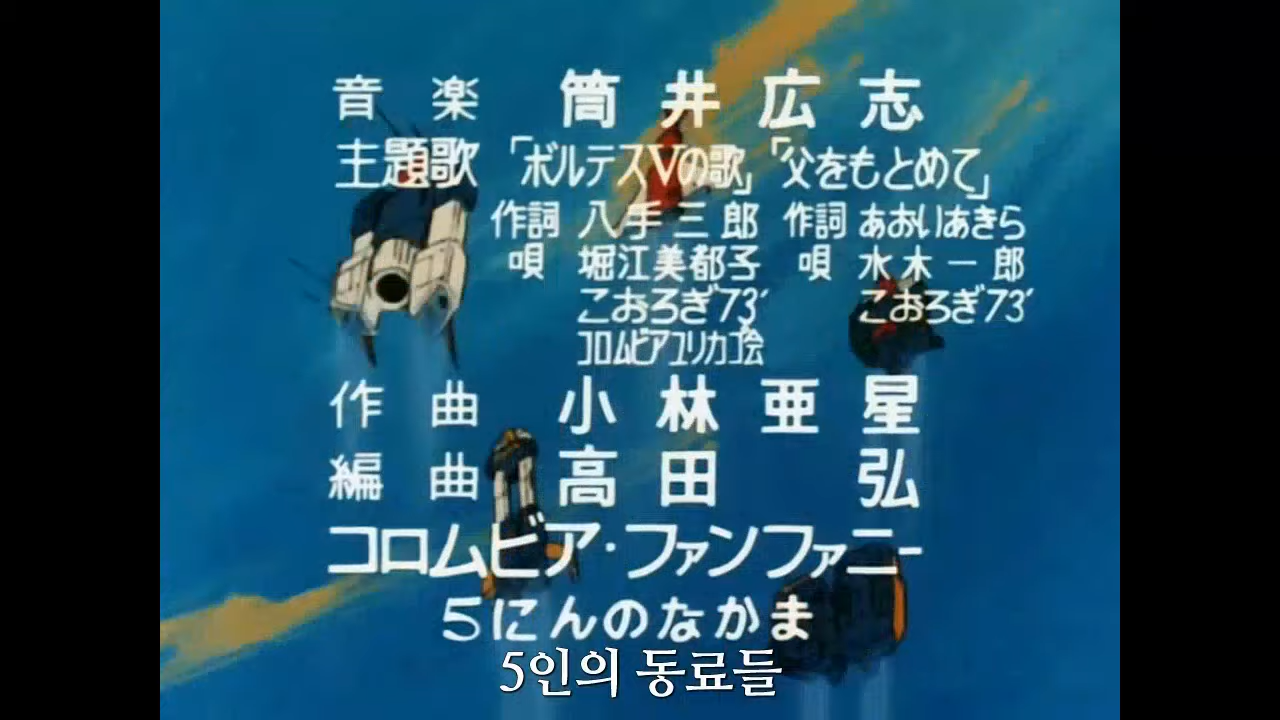 音楽 筒井広志
主題歌 「ボルテスVの歌」「父をもとめて」
作詞 八手三郎 作詞 あおいあきら
唄 堀江美都子 唄 水木一郎
こおろぎ'73' こおろぎ'73'
コロムビアユリカゴ会
作曲 小林亜星
編曲 高田弘
コロムビア・ファンファニー
5にんのなかま
5인의 동료들